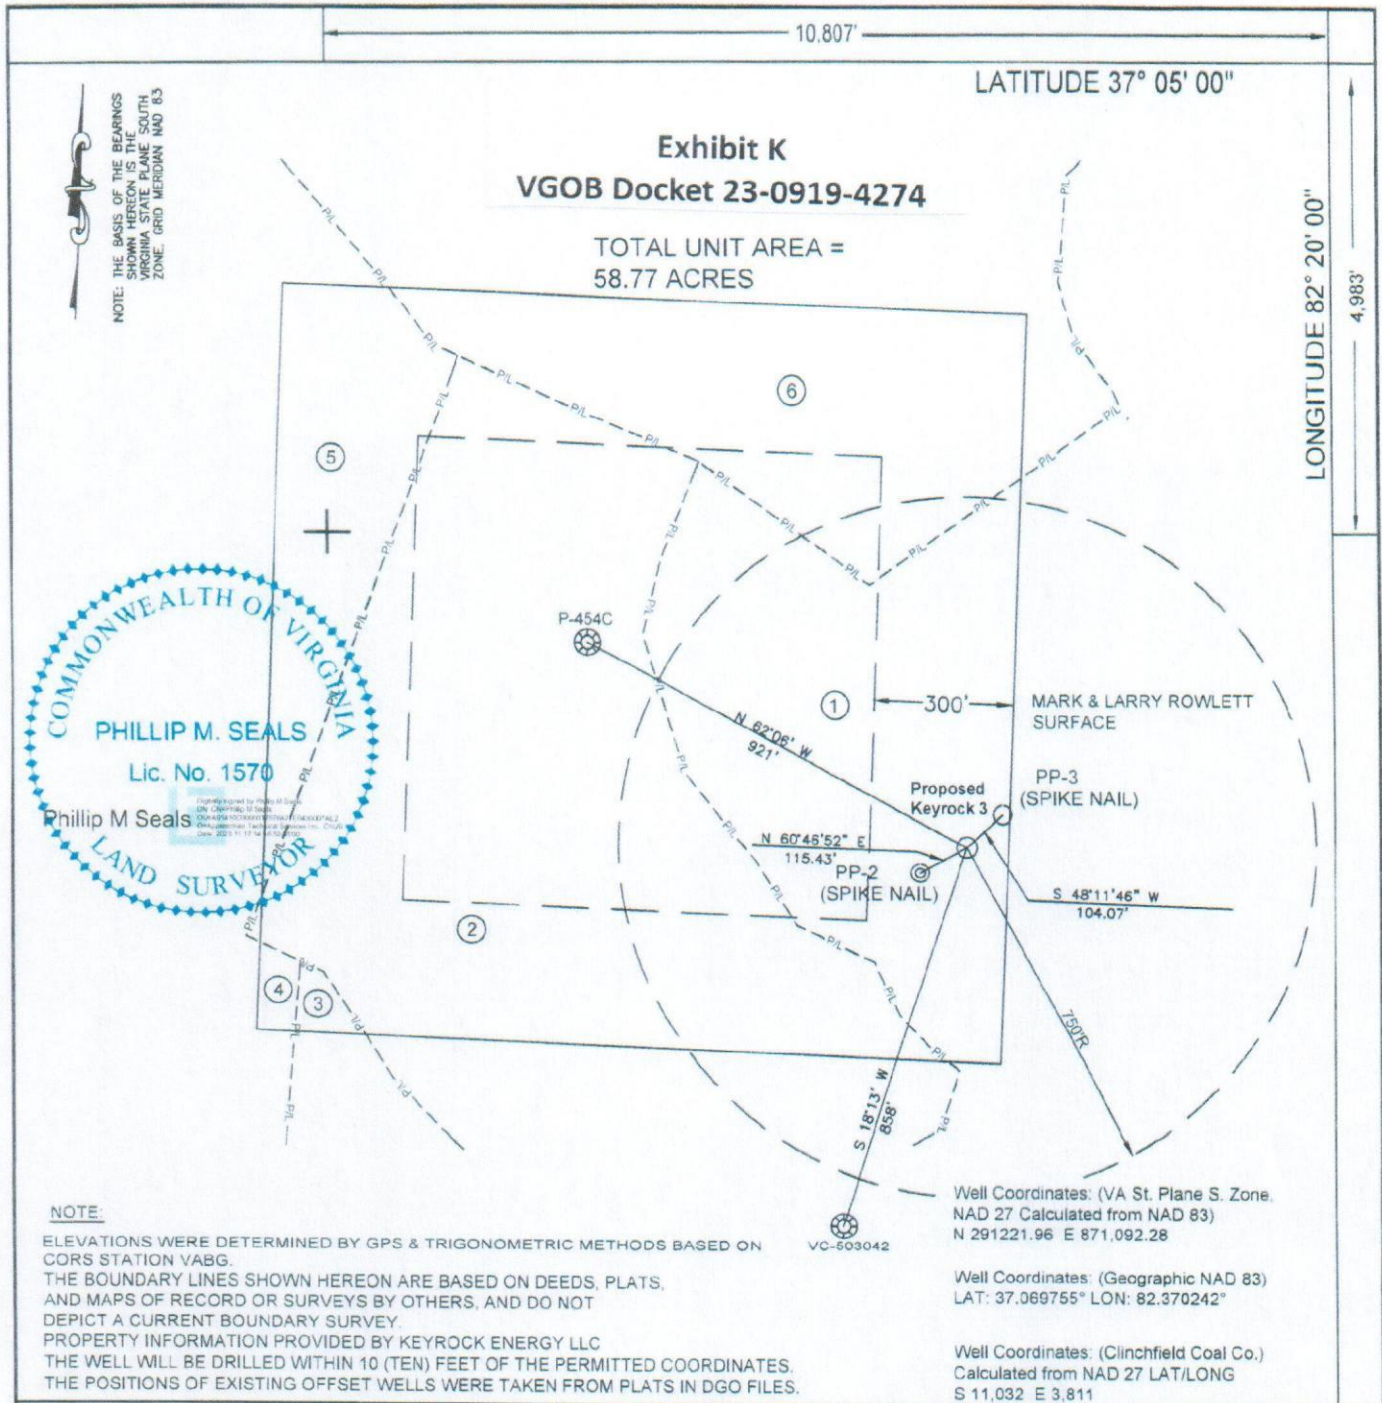 10,807'
LATITUDE 37° 05' 00"
NOTE: THE BASIS OF THE BEARINGS
SHOWN HEREON IS THE
VIRGINIA STATE PLANE SOUTH
ZONE, GRID MERIDIAN NAD 83
Exhibit K
VGOB Docket 23-0919-4274
TOTAL UNIT AREA =
58.77 ACRES
LONGITUDE 82° 20' 00"
4,983'
P/L
P/L
P/L
P/L
P/L
P/L
P/L
P/L
P/L
P/L
P/L
P/L
P/L
6
5
P/L
P/L
P/L
P/L
P/L
P/L
P/L
P/L
P/L
P-454C
N 62°06' W
921'
1
300'
MARK & LARRY ROWLETT
SURFACE
COMMONWEALTH OF VIRGINIA
PHILLIP M. SEALS
Lic. No. 1570
Phillip M Seals
LAND SURVEYOR
Proposed
Keyrock 3
PP-3
(SPIKE NAIL)
N 60°46'52" E
115.43'
PP-2
(SPIKE NAIL)
S 48°11'46" W
104.07'
2
4
3
P/L
P/L
P/L
P/L
P/L
P/L
P/L
P/L
P/L
P/L
P/L
P/L
750'R
S 18°13' W
858'
VC-503042
NOTE:
ELEVATIONS WERE DETERMINED BY GPS & TRIGONOMETRIC METHODS BASED ON
CORS STATION VABG.
THE BOUNDARY LINES SHOWN HEREON ARE BASED ON DEEDS, PLATS,
AND MAPS OF RECORD OR SURVEYS BY OTHERS, AND DO NOT
DEPICT A CURRENT BOUNDARY SURVEY.
PROPERTY INFORMATION PROVIDED BY KEYROCK ENERGY LLC
THE WELL WILL BE DRILLED WITHIN 10 (TEN) FEET OF THE PERMITTED COORDINATES.
THE POSITIONS OF EXISTING OFFSET WELLS WERE TAKEN FROM PLATS IN DGO FILES.
Well Coordinates: (VA St. Plane S. Zone,
NAD 27 Calculated from NAD 83)
N 291221.96 E 871,092.28
Well Coordinates: (Geographic NAD 83)
LAT: 37.069755° LON: 82.370242°
Well Coordinates: (Clinchfield Coal Co.)
Calculated from NAD 27 LAT/LONG
S 11,032 E 3,811